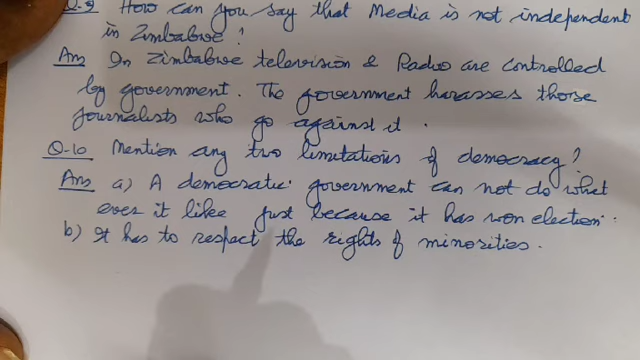 Q-9 How can you say that Media is not independent
in Zimbabwe?
Ans In Zimbabwe television & Radio are controlled
by government. The government harasses those
journalists who go against it.
Q-10 Mention any two limitations of democracy?
Ans a) A democratic government can not do what
ever it like just because it has won election.
b) It has to respect the rights of minorities.